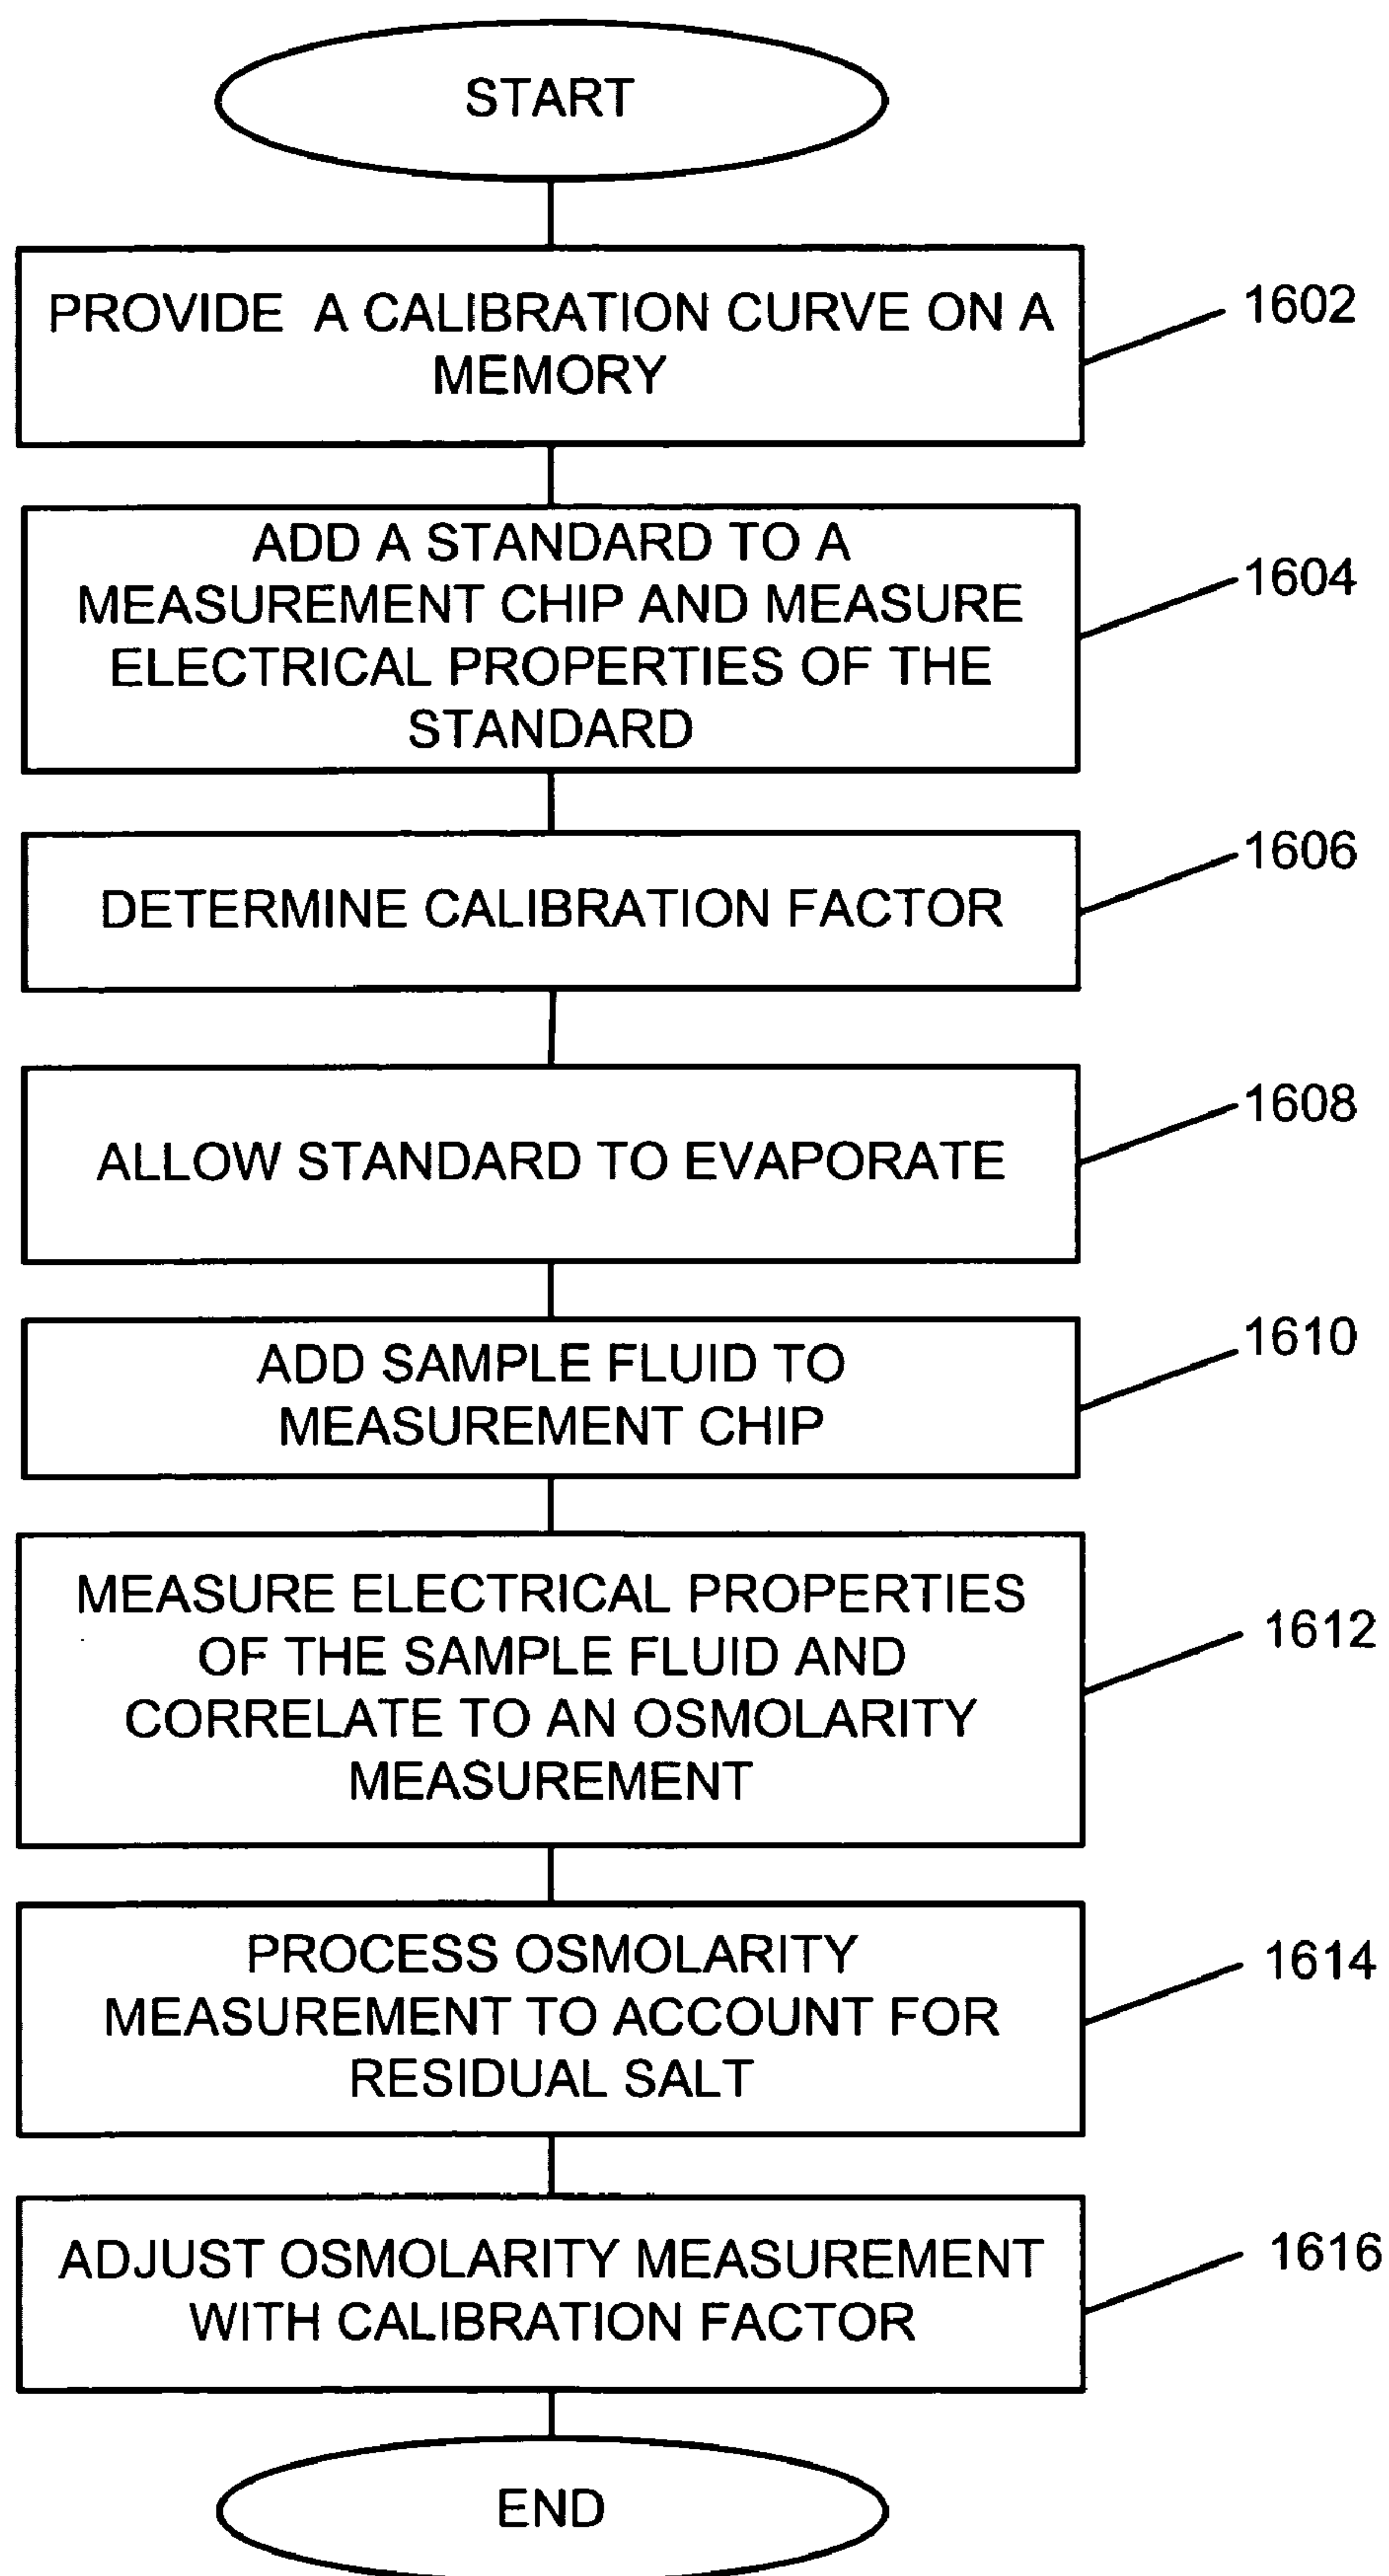 START
PROVIDE A CALIBRATION CURVE ON A
MEMORY
1602
ADD A STANDARD TO A
MEASUREMENT CHIP AND MEASURE
ELECTRICAL PROPERTIES OF THE
STANDARD
1604
DETERMINE CALIBRATION FACTOR
1606
ALLOW STANDARD TO EVAPORATE
1608
ADD SAMPLE FLUID TO
MEASUREMENT CHIP
1610
MEASURE ELECTRICAL PROPERTIES
OF THE SAMPLE FLUID AND
CORRELATE TO AN OSMOLARITY
MEASUREMENT
1612
PROCESS OSMOLARITY
MEASUREMENT TO ACCOUNT FOR
RESIDUAL SALT
1614
ADJUST OSMOLARITY MEASUREMENT
WITH CALIBRATION FACTOR
1616
END